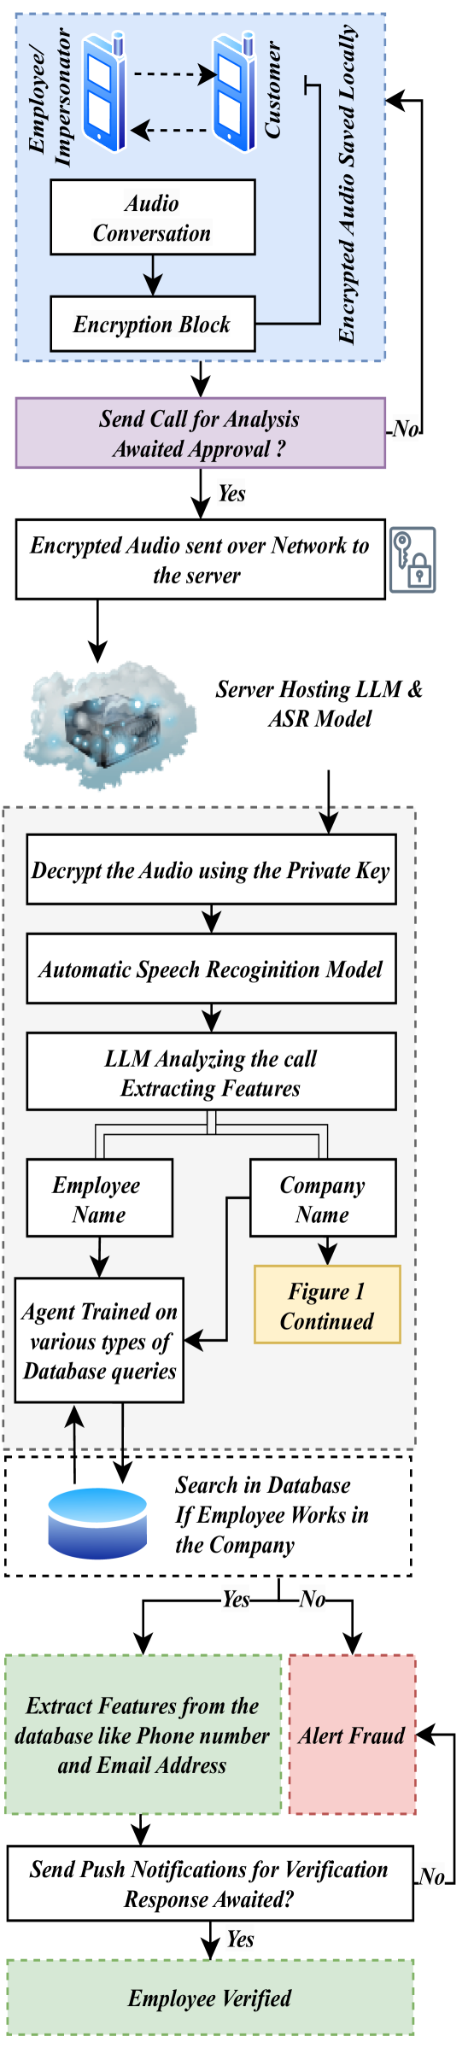 Employee/
Impersonator
Customer
Encrypted Audio Saved Locally
Audio
Conversation
Encryption Block
Send Call for Analysis
Awaited Approval ?
No
Yes
Encrypted Audio sent over Network to
the server
Server Hosting LLM &
ASR Model
Decrypt the Audio using the Private Key
Automatic Speech Recoginition Model
LLM Analyzing the call
Extracting Features
Employee
Name
Company
Name
Figure 1
Continued
Agent Trained on
various types of
Database queries
Search in Database
If Employee Works in
the Company
Yes
No
Extract Features from the
database like Phone number
and Email Address
Alert Fraud
Send Push Notifications for Verification
Response Awaited?
No
Yes
Employee Verified